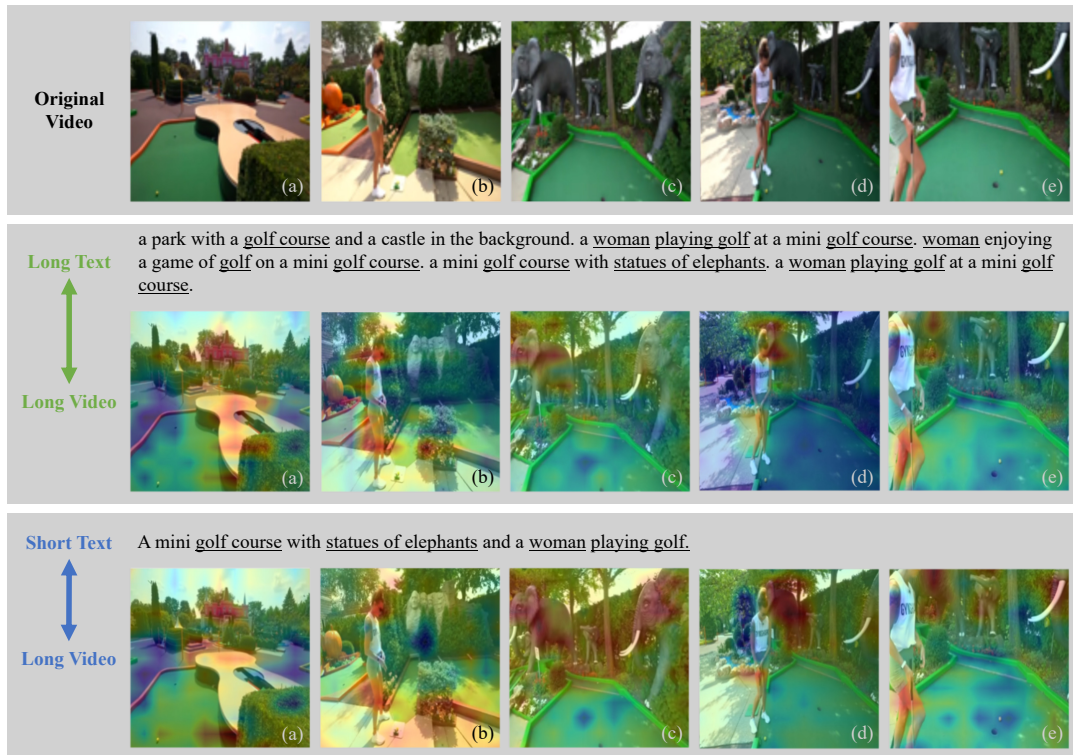 Original
Video
(a) (b) (c) (d) (e)
Long Text
Long Video
a park with a golf course and a castle in the background. a woman playing golf at a mini golf course. woman enjoying
a game of golf on a mini golf course. a mini golf course with statues of elephants. a woman playing golf at a mini golf
course.
(a) (b) (c) (d) (e)
Short Text
Long Video
A mini golf course with statues of elephants and a woman playing golf.
(a) (b) (c) (d) (e)